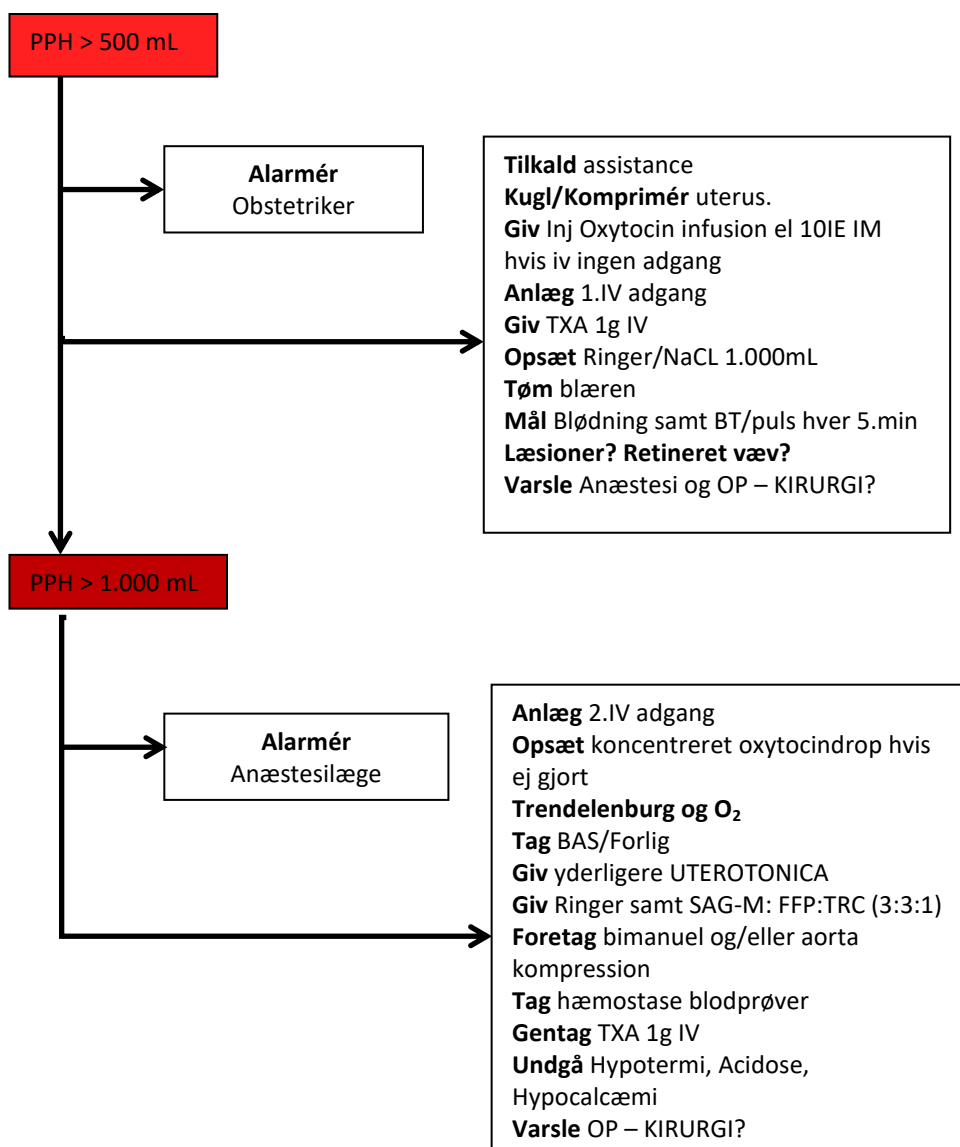 PPH > 500 mL
Alarmér
Obstetriker
Tilkald assistance
Kugl/Komprimér uterus.
Giv Inj Oxytocin infusion el 10IE IM
hvis iv ingen adgang
Anlæg 1.IV adgang
Giv TXA 1g IV
Opsæt Ringer/NaCL 1.000mL
Tøm blæren
Mål Blødning samt BT/puls hver 5.min
Læsioner? Retineret væv?
Varsle Anæstesi og OP – KIRURGI?
PPH > 1.000 mL
Alarmér
Anæstesilæge
Anlæg 2.IV adgang
Opsæt koncentreret oxytocindrop hvis
ej gjort
Trendelenburg og O₂
Tag BAS/Forlig
Giv yderligere UTEROTONICA
Giv Ringer samt SAG-M: FFP:TRC (3:3:1)
Foretag bimanuel og/eller aorta
kompression
Tag hæmostase blodprøver
Gentag TXA 1g IV
Undgå Hypotermi, Acidose,
Hypocalcæmi
Varsle OP – KIRURGI?